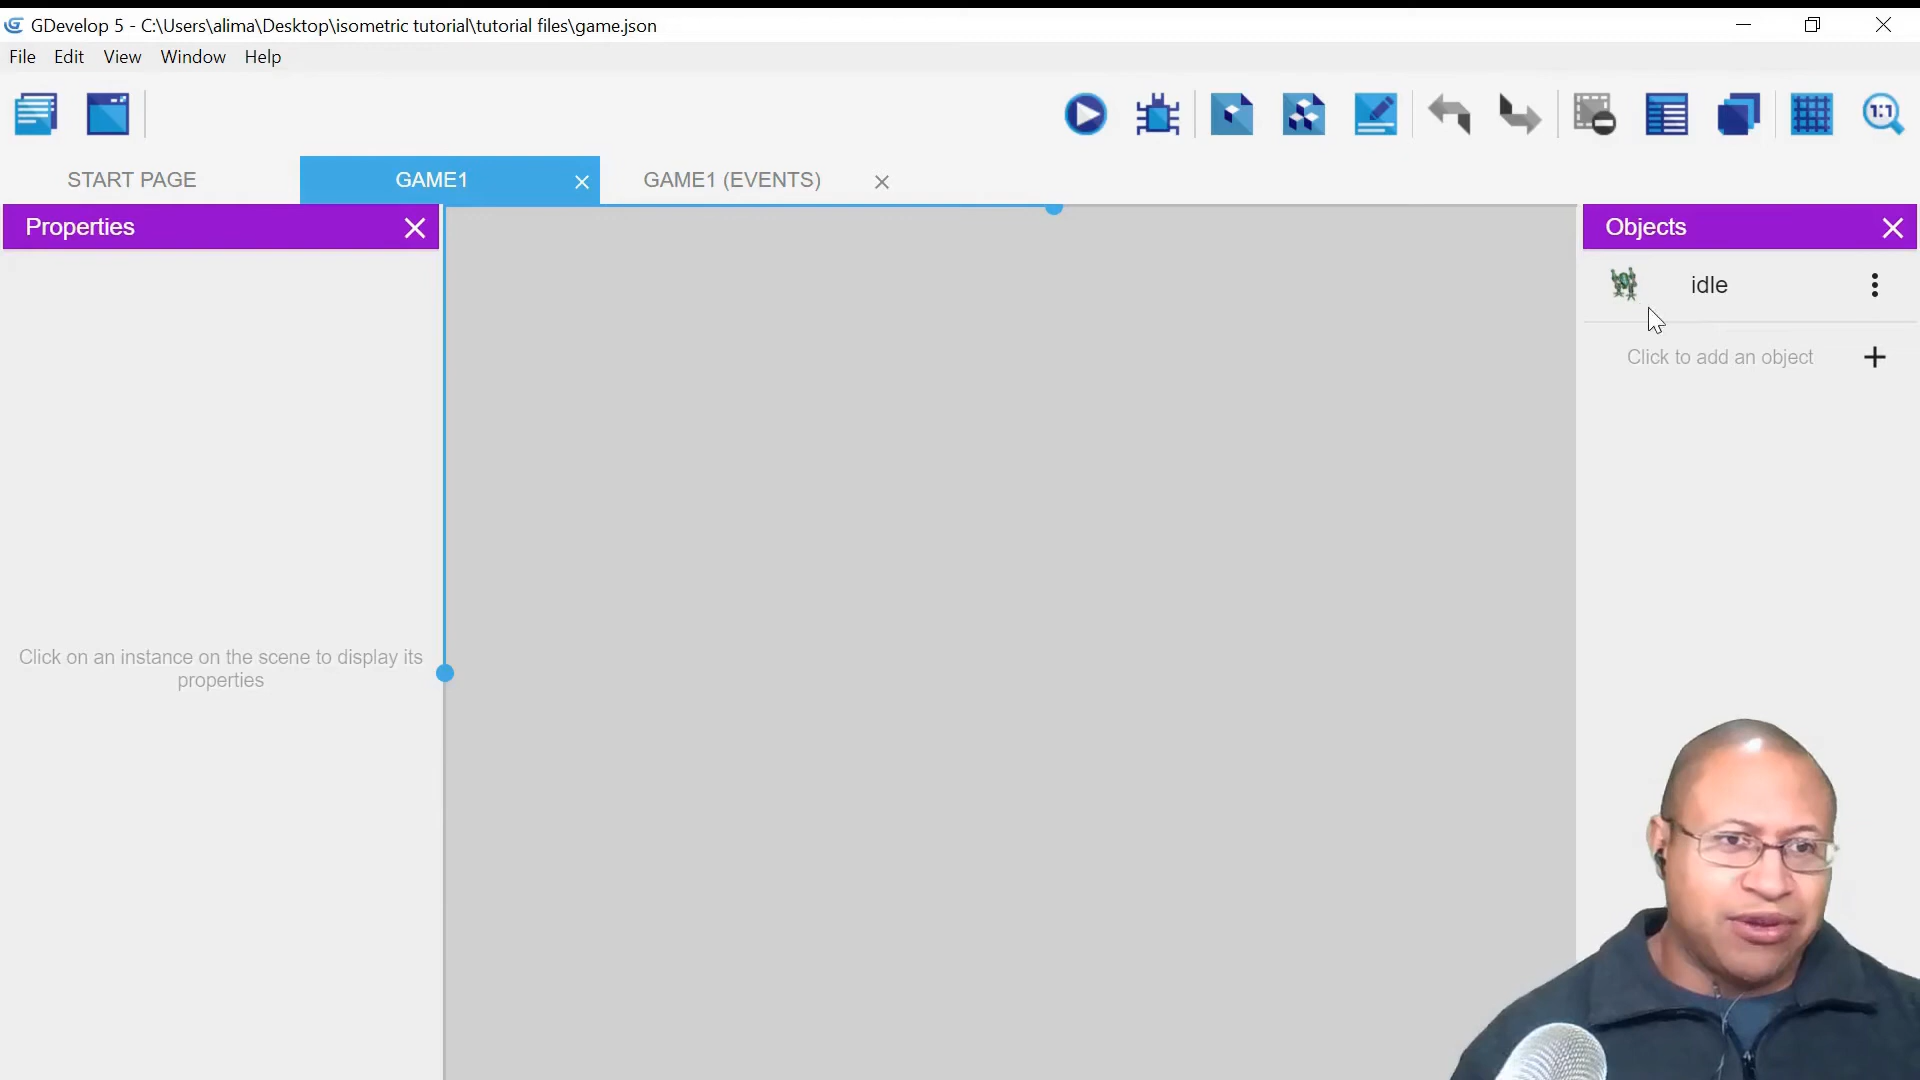 GDevelop 5 - C:\Users\alima\Desktop\isometric tutorial\tutorial files\game.json
File Edit View Window Help
1:1
START PAGE
GAME1
GAME1 (EVENTS)
Properties
Objects
idle
Click to add an object
Click on an instance on the scene to display its
properties